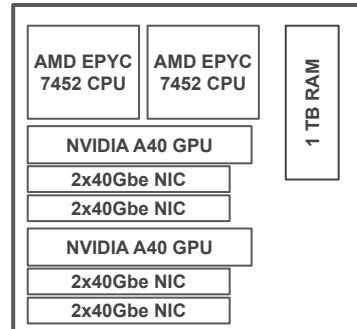 AMD EPYC
7452 CPU
AMD EPYC
7452 CPU
1 TB RAM
NVIDIA A40 GPU
2x40Gbe NIC
2x40Gbe NIC
NVIDIA A40 GPU
2x40Gbe NIC
2x40Gbe NIC